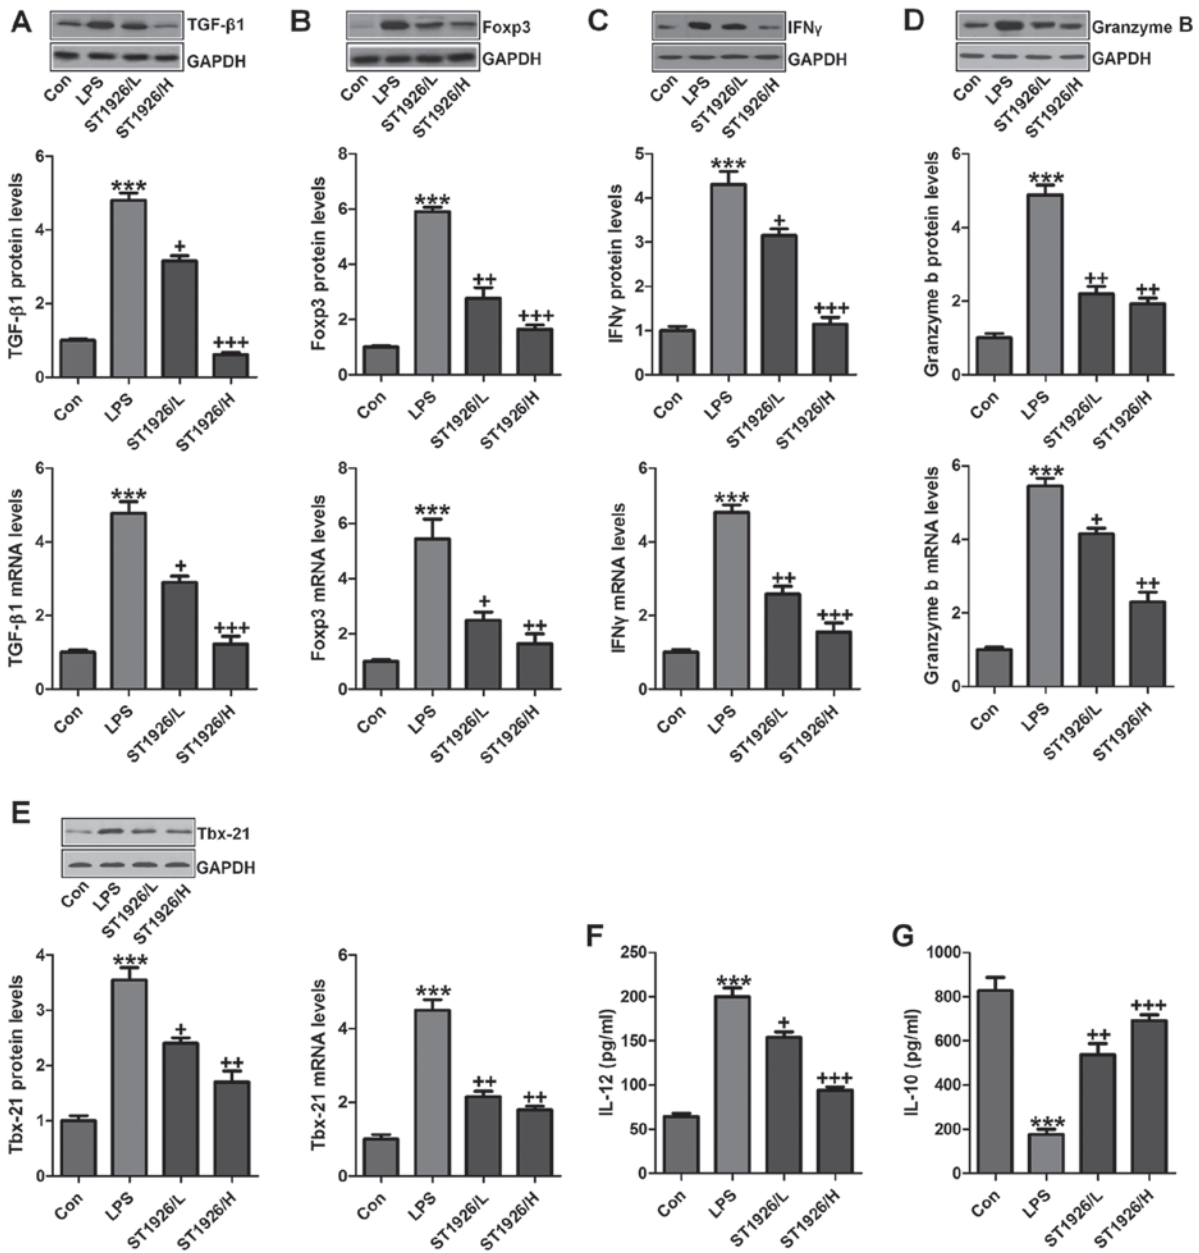 A
TGF-β1
GAPDH
Con
LPS
ST1926/L
ST1926/H
TGF-β1 protein levels
6
4
2
0
***
+
+++
Con
LPS
ST1926/L
ST1926/H
B
Foxp3
GAPDH
Con
LPS
ST1926/L
ST1926/H
Foxp3 protein levels
8
6
4
2
0
***
++
+++
Con
LPS
ST1926/L
ST1926/H
C
IFNγ
GAPDH
Con
LPS
ST1926/L
ST1926/H
IFNγ protein levels
5
4
3
2
1
0
***
+
+++
Con
LPS
ST1926/L
ST1926/H
D
Granzyme B
GAPDH
Con
LPS
ST1926/L
ST1926/H
Granzyme b protein levels
6
4
2
0
***
++
++
Con
LPS
ST1926/L
ST1926/H
TGF-β1 mRNA levels
6
4
2
0
***
+
+++
Con
LPS
ST1926/L
ST1926/H
Foxp3 mRNA levels
8
6
4
2
0
***
+
++
Con
LPS
ST1926/L
ST1926/H
IFNγ mRNA levels
6
4
2
0
***
++
+++
Con
LPS
ST1926/L
ST1926/H
Granzyme b mRNA levels
6
4
2
0
***
+
++
Con
LPS
ST1926/L
ST1926/H
E
Tbx-21
GAPDH
Con
LPS
ST1926/L
ST1926/H
Tbx-21 protein levels
4
3
2
1
0
***
+
++
Con
LPS
ST1926/L
ST1926/H
Tbx-21 mRNA levels
6
4
2
0
***
++
++
Con
LPS
ST1926/L
ST1926/H
F
IL-12 (pg/ml)
250
200
150
100
50
0
***
+
+++
Con
LPS
ST1926/L
ST1926/H
G
IL-10 (pg/ml)
1000
800
600
400
200
0
***
++
+++
Con
LPS
ST1926/L
ST1926/H